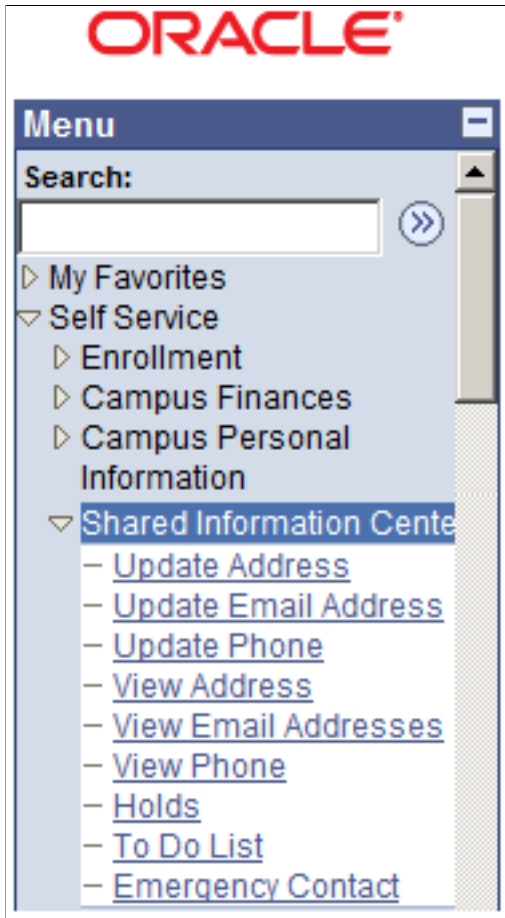 ORACLE
Menu
Search:
My Favorites
Self Service
Enrollment
Campus Finances
Campus Personal
Information
Shared Information Cente
– Update Address
– Update Email Address
– Update Phone
– View Address
– View Email Addresses
– View Phone
– Holds
– To Do List
– Emergency Contact